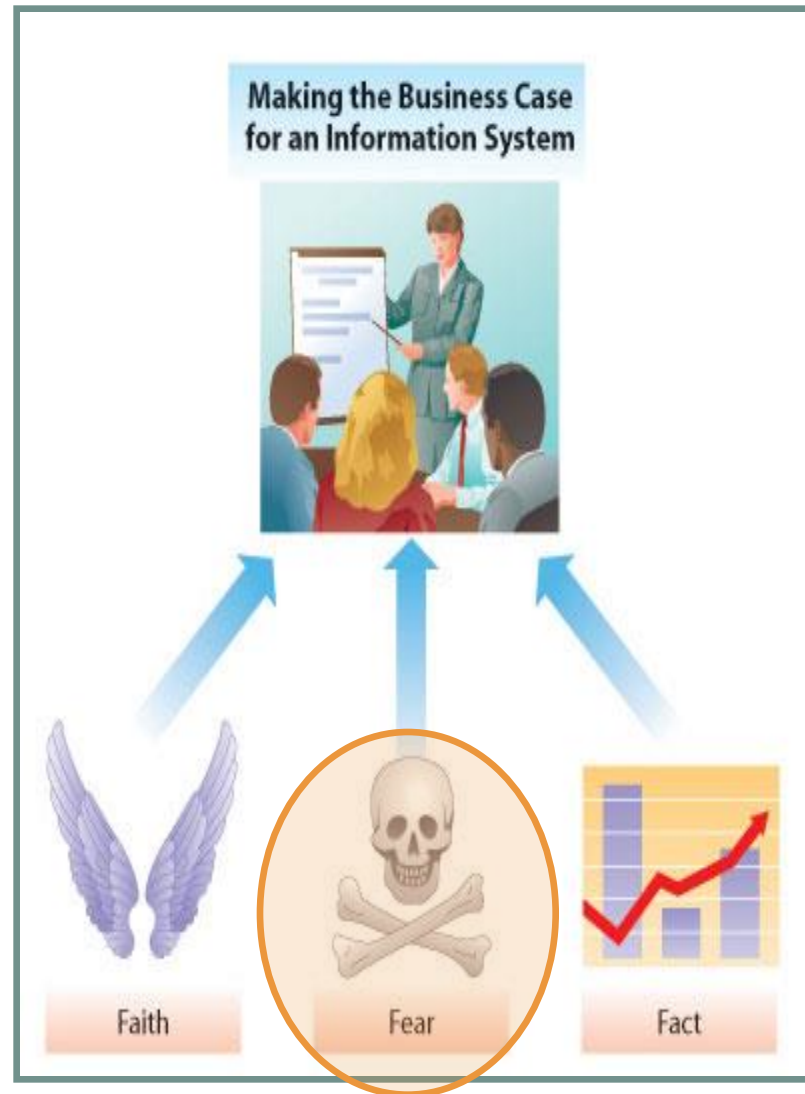 Making the Business Case
for an Information System
Faith
Fear
Fact